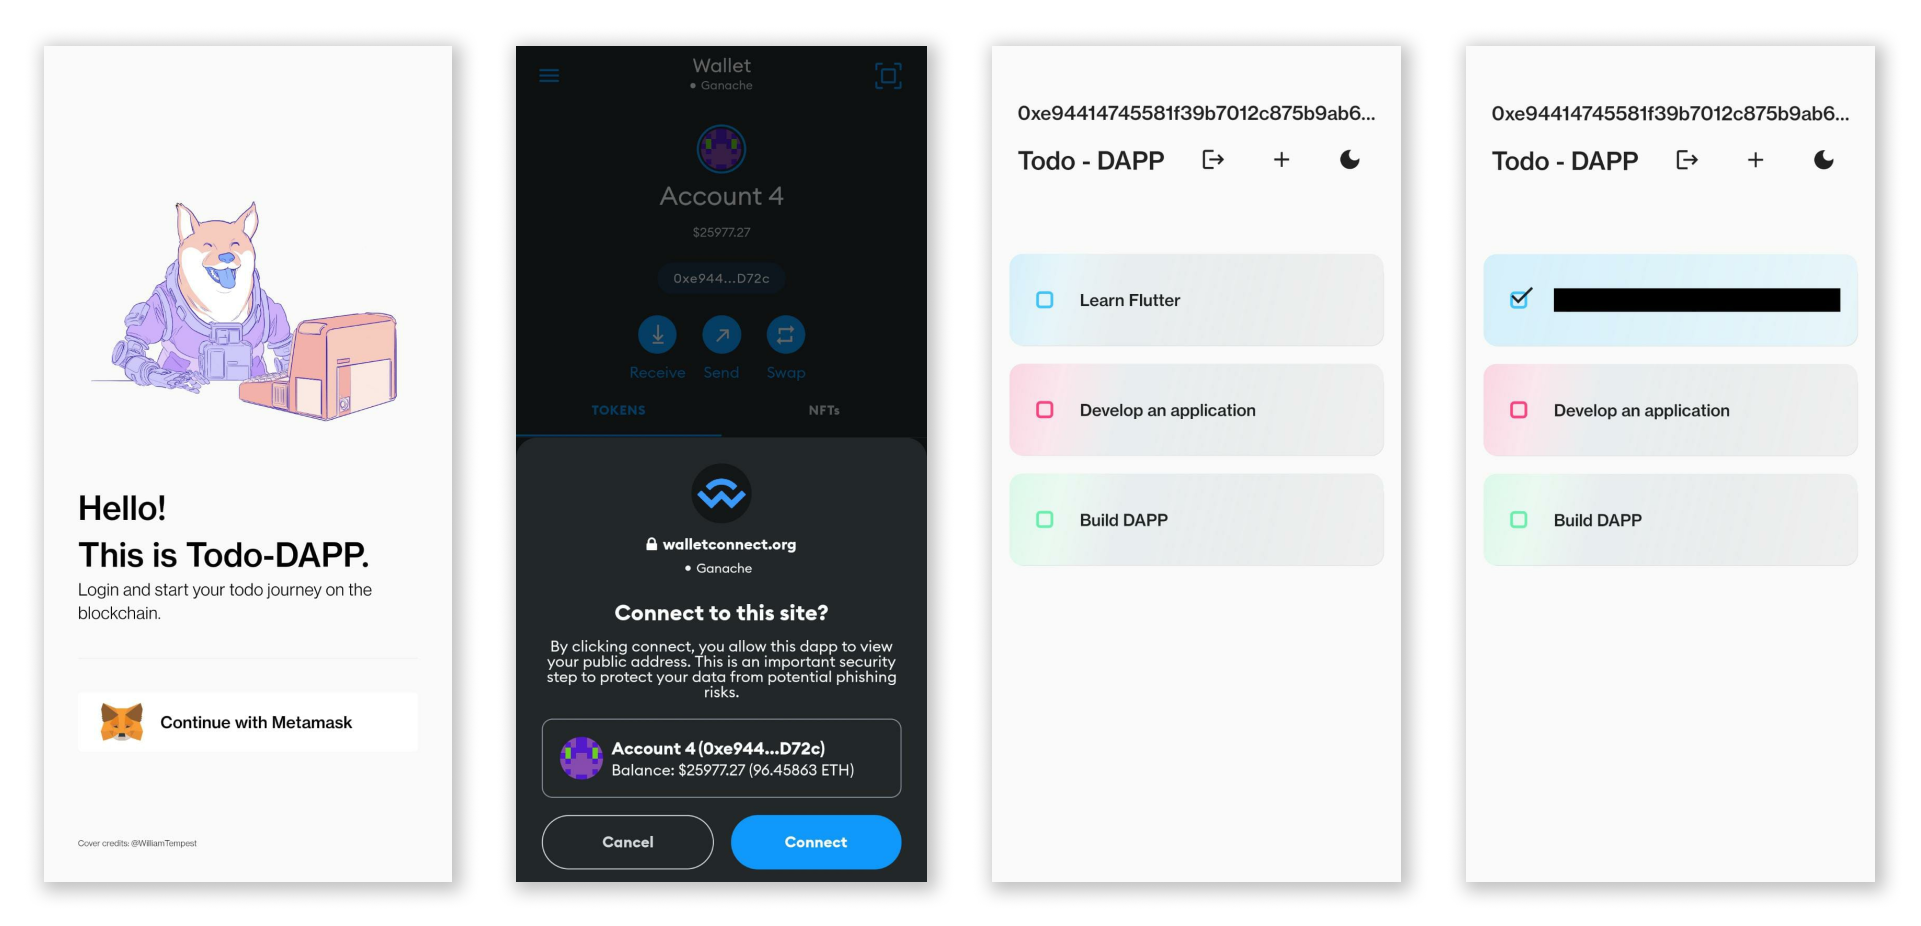 Hello!
This is Todo-DAPP.
Login and start your todo journey on the
blockchain.
Continue with Metamask
Cover credits: @WilliamTempest
Wallet
Ganache
Account 4
$25977.27
0xe944...D72c
Receive Send Swap
TOKENS NFTs
walletconnect.org
Ganache
Connect to this site?
By clicking connect, you allow this dapp to view
your public address. This is an important security
step to protect your data from potential phishing
risks.
Account 4 (0xe944...D72c)
Balance: $25977.27 (96.45863 ETH)
Cancel Connect
0xe94414745581f39b7012c875b9ab6...
Todo - DAPP
Learn Flutter
Develop an application
Build DAPP
0xe94414745581f39b7012c875b9ab6...
Todo - DAPP
Develop an application
Build DAPP